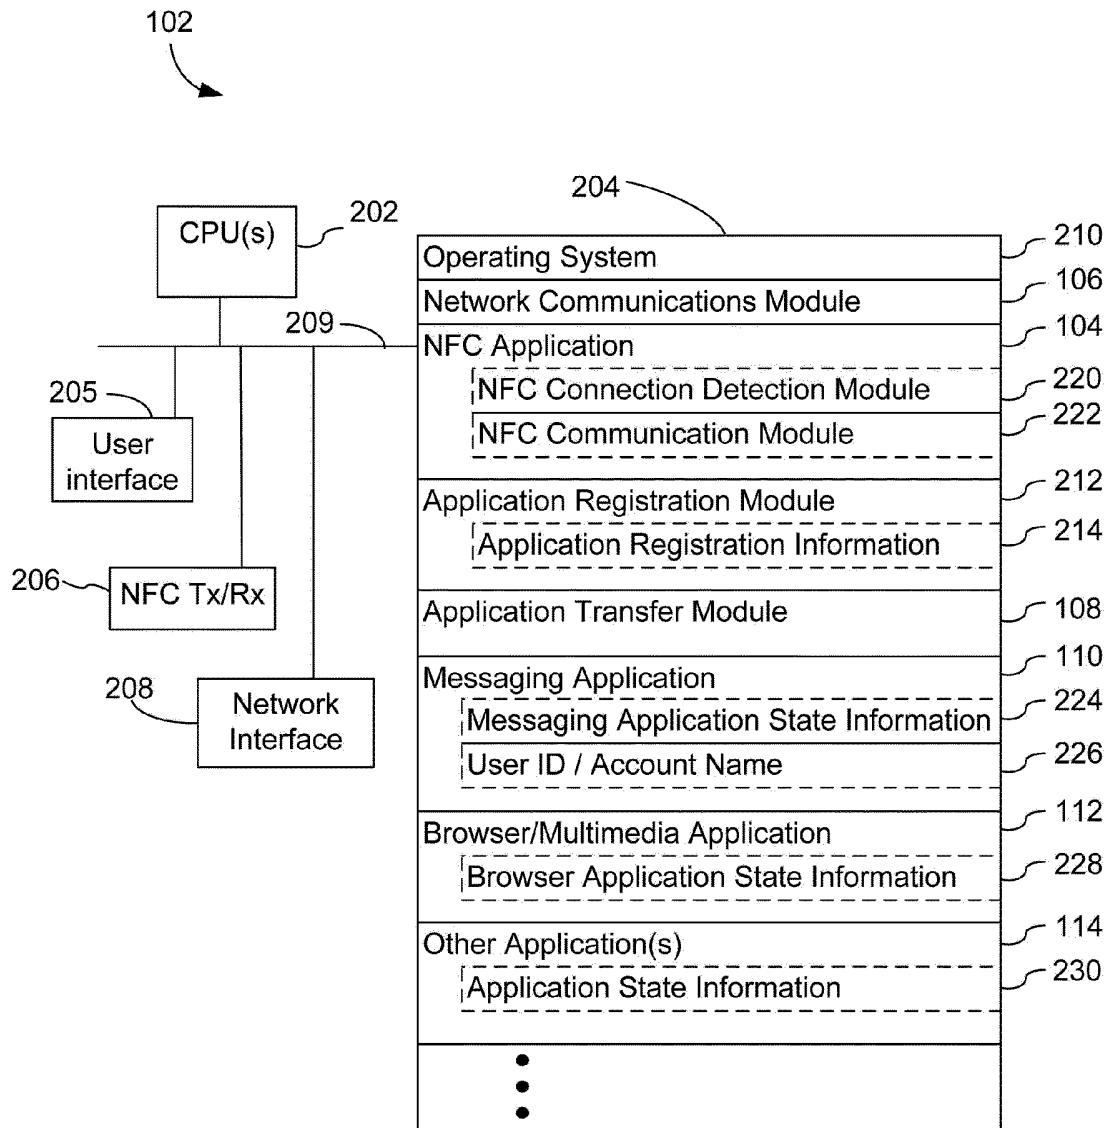 102
204
CPU(s)
202
Operating System
210
Network Communications Module
106
209
NFC Application
104
NFC Connection Detection Module
220
205
User
interface
NFC Communication Module
222
Application Registration Module
212
Application Registration Information
214
206
NFC Tx/Rx
Application Transfer Module
108
Messaging Application
110
208
Network
Interface
Messaging Application State Information
224
User ID / Account Name
226
Browser/Multimedia Application
112
Browser Application State Information
228
Other Application(s)
114
Application State Information
230